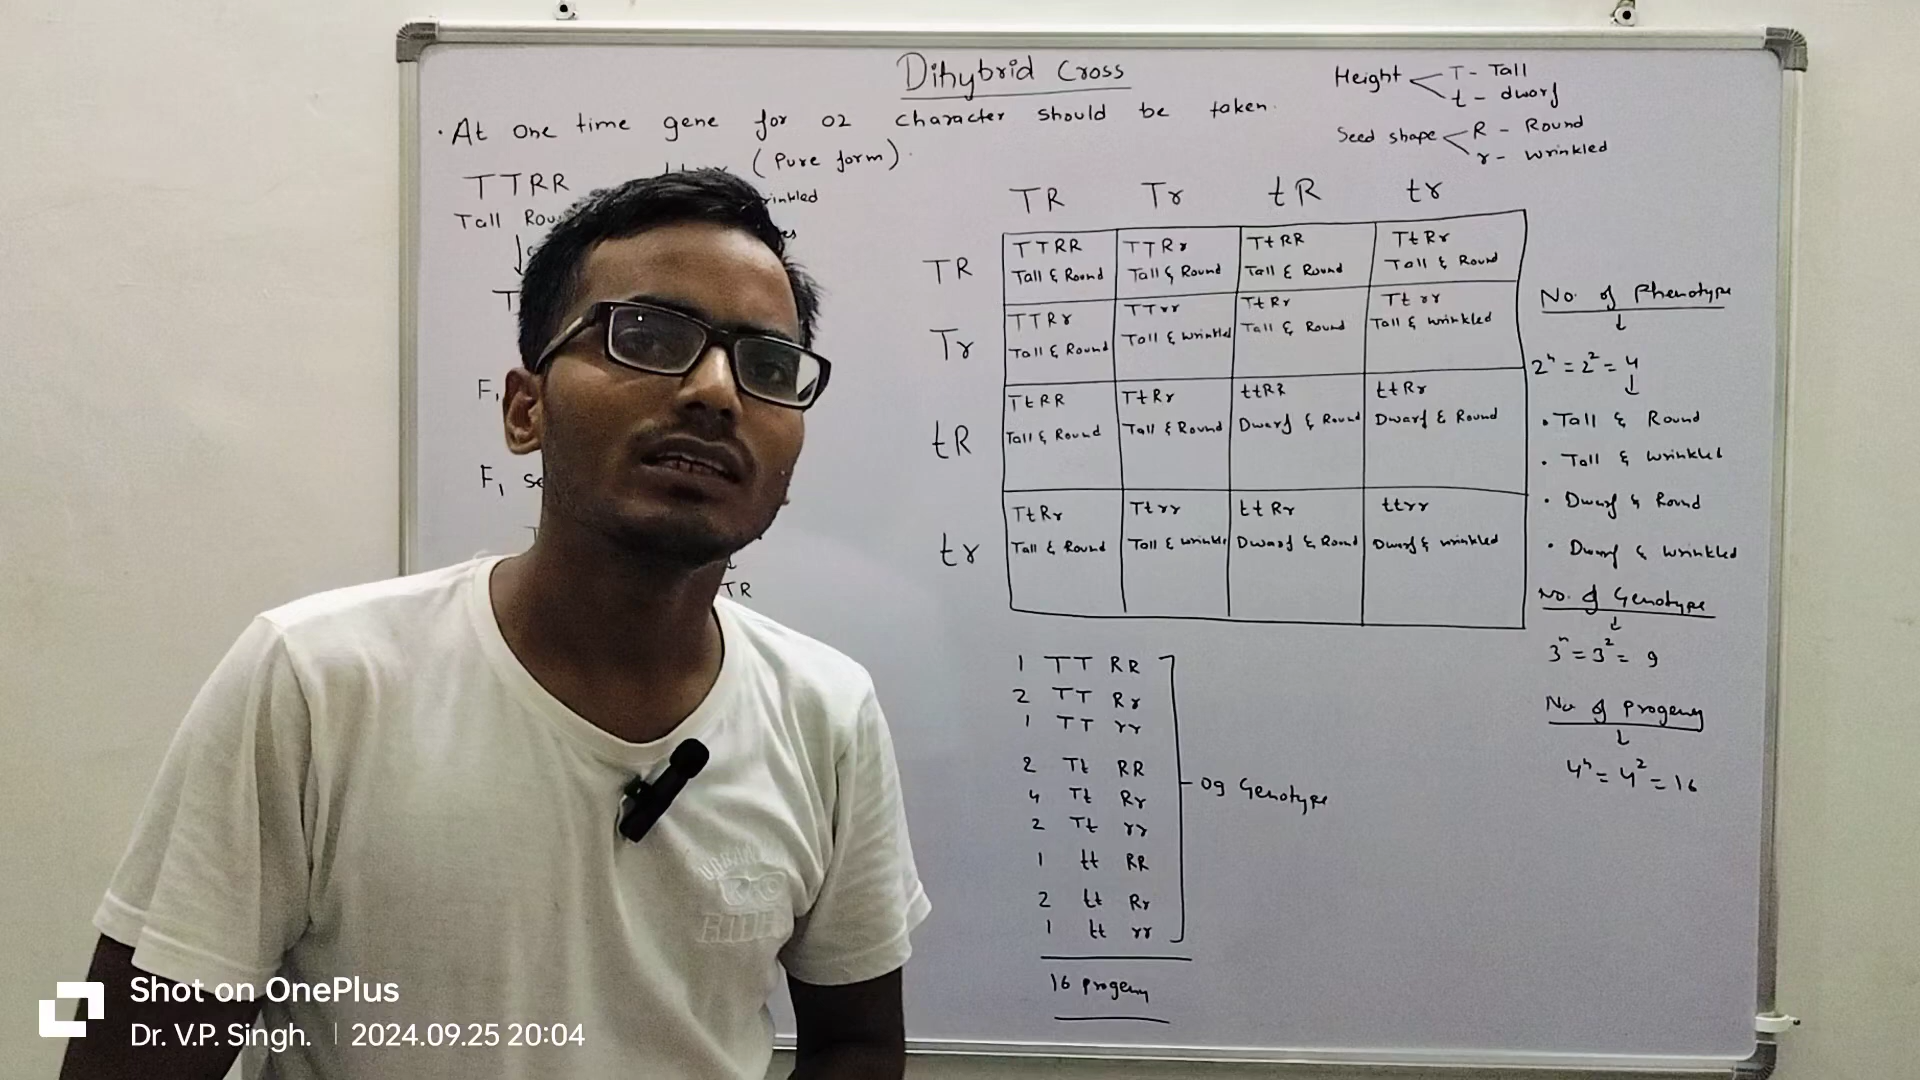 Dihybrid Cross
• At one time gene for 02 character should be taken.
(Pure form)
TTRR
Tall
Height
T - Tall
t - dwarf
Seed shape
R - Round
r - wrinkled
TR Tr tR tr
TR
TTRR
Tall & Round
TTRr
Tall & Round
TtRR
Tall & Round
TtRr
Tall & Round
Tr
TTRr
Tall & Round
TTrr
Tall & wrinkled
TtRr
Tall & Round
Ttrr
Tall & wrinkled
tR
TtRR
Tall & Round
TtRr
Tall & Round
ttRR
Dwarf & Round
ttRr
Dwarf & Round
tr
TtRr
Tall & Round
Ttrr
Tall & wrinkle
ttRr
Dwarf & Round
ttrr
Dwarf & wrinkled
F1
F1
TR
1 TT RR
2 TT Rr
1 TT rr
2 Tt RR
4 Tt Rr
2 Tt rr
1 tt RR
2 tt Rr
1 tt rr
09 Genotype
16 progeny
No. of Phenotype
↓
2ⁿ = 2² = 4
↓
• Tall & Round
• Tall & wrinkled
• Dwarf & Round
• Dwarf & wrinkled
No. of Genotype
↓
3ⁿ = 3² = 9
No of progeny
↓
4ⁿ = 4² = 16
Shot on OnePlus
Dr. V.P. Singh. | 2024.09.25 20:04